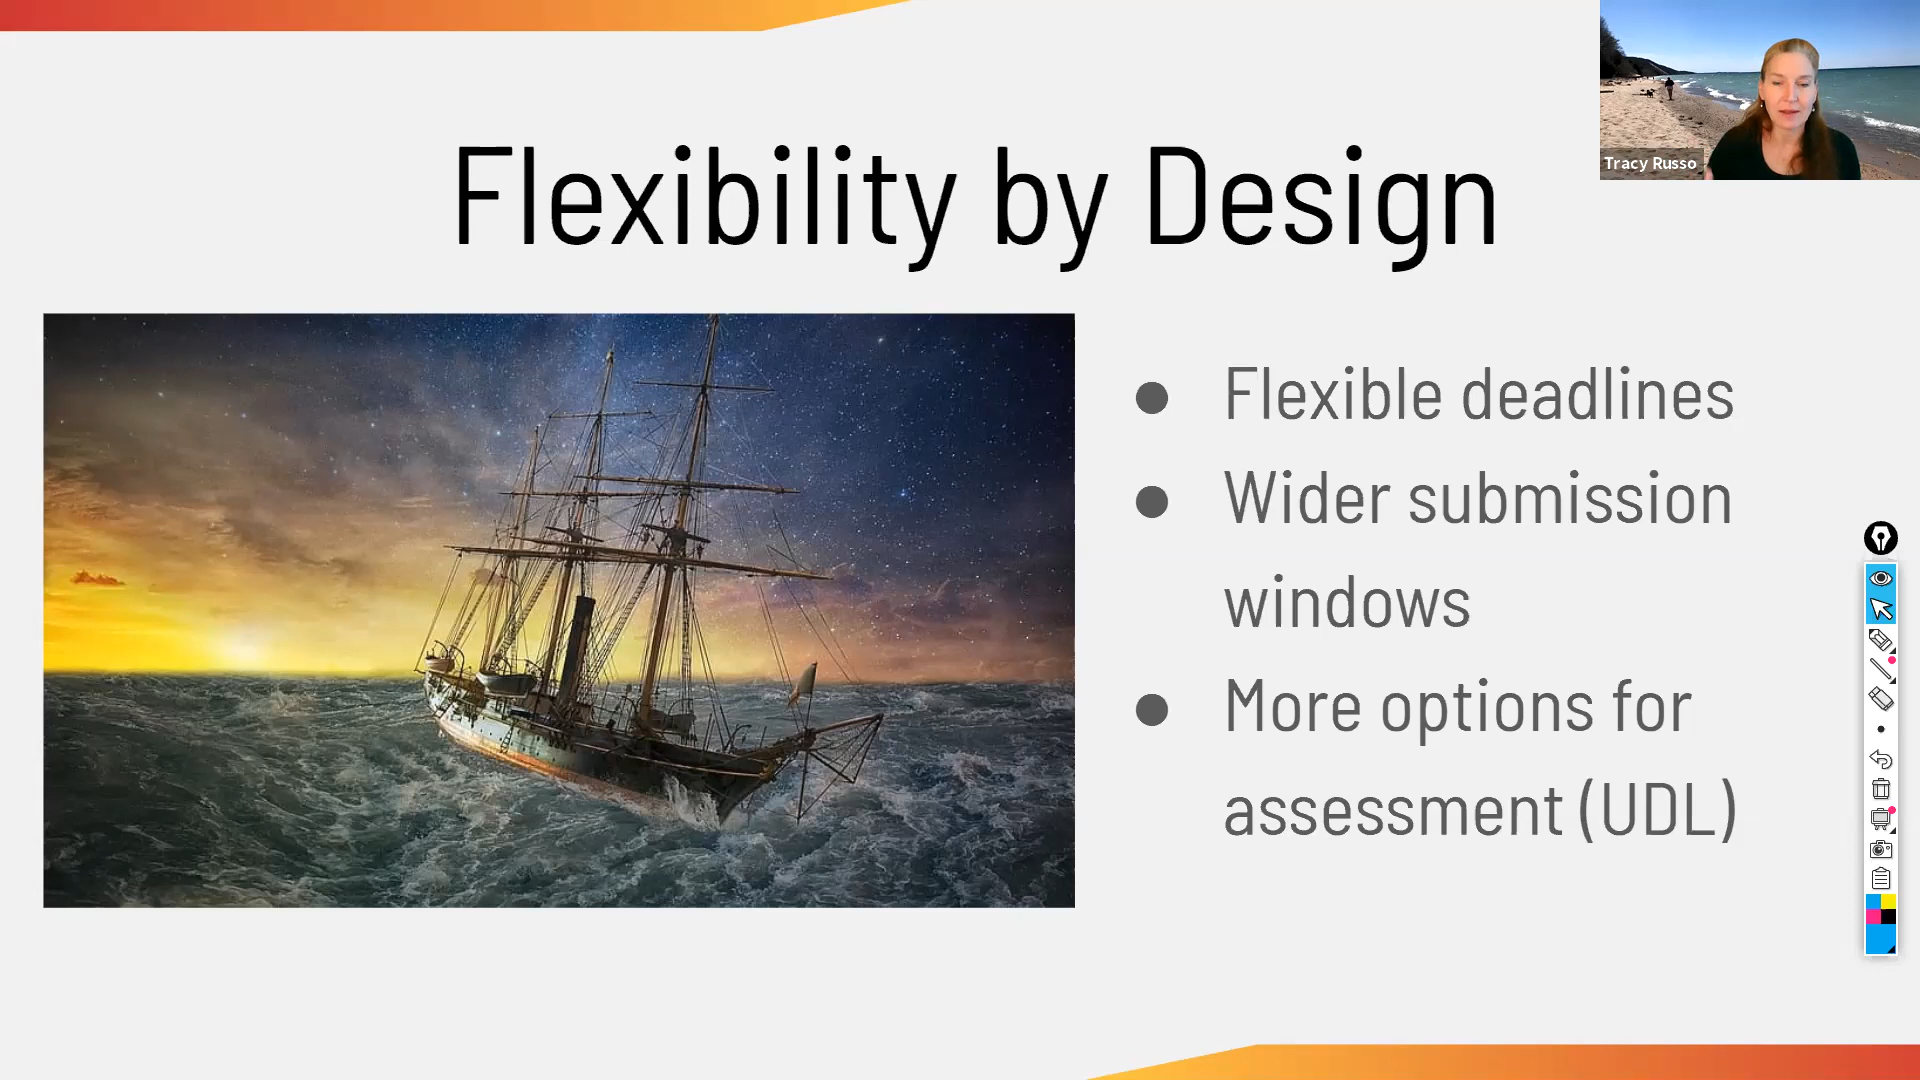 Flexibility by Design
Tracy Russo
Flexible deadlines
Wider submission
windows
More options for
assessment (UDL)